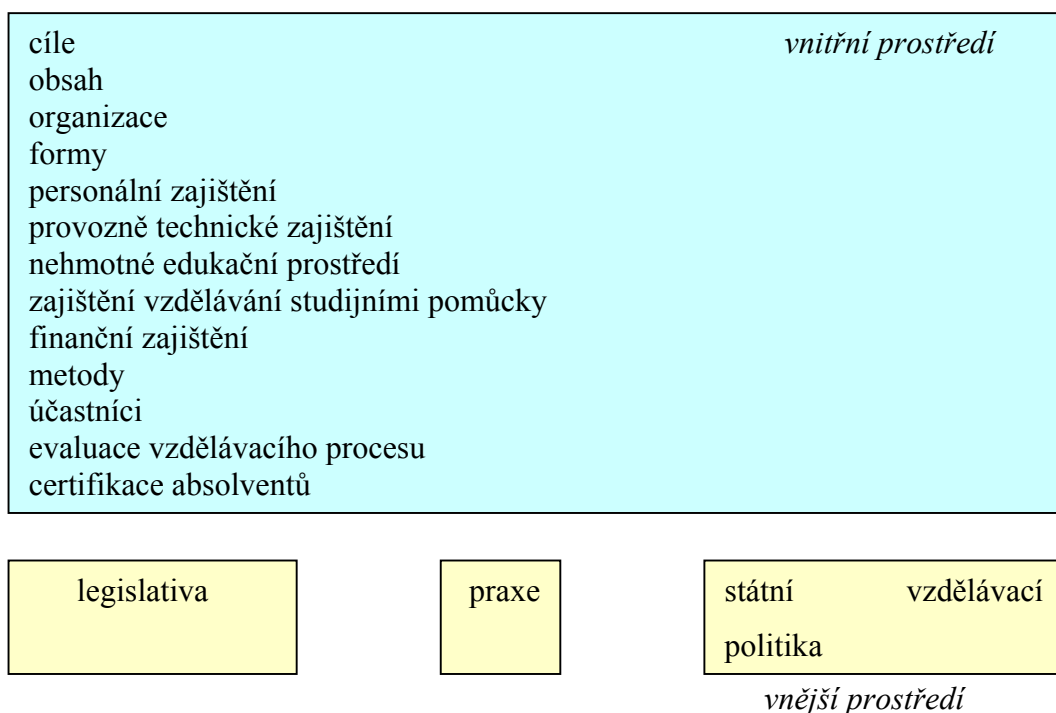 cíle vnitřní prostředí
obsah
organizace
formy
personální zajištění
provozně technické zajištění
nehmotné edukační prostředí
zajištění vzdělávání studijními pomůcky
finanční zajištění
metody
účastníci
evaluace vzdělávacího procesu
certifikace absolventů
legislativa
praxe
státní vzdělávací
politika
vnější prostředí